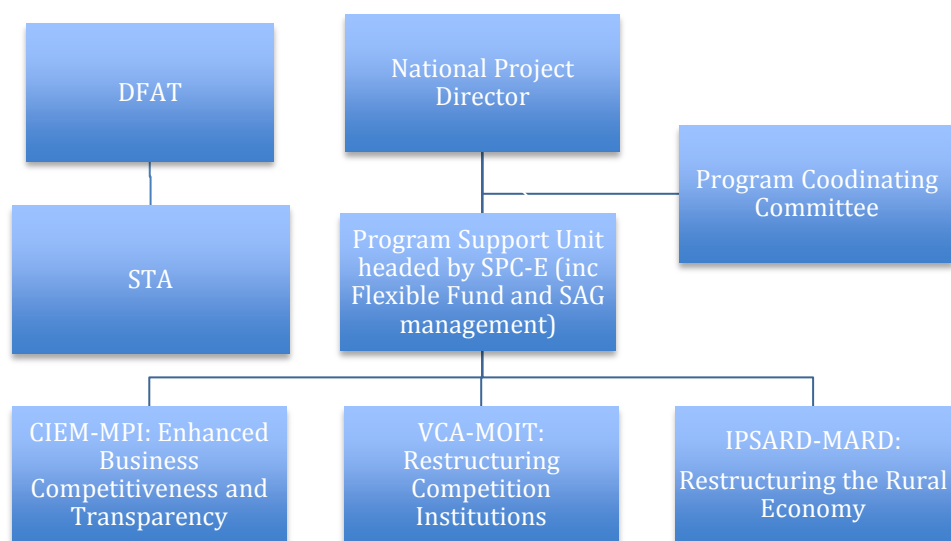 DFAT
National Project
Director
Program Coodinating
Committee
STA
Program Support Unit
headed by SPC-E (inc
Flexible Fund and SAG
management)
CIEM-MPI: Enhanced
Business
Competitiveness and
Transparency
VCA-MOIT:
Restructuring
Competition
Institutions
IPSARD-MARD:
Restructuring the Rural
Economy